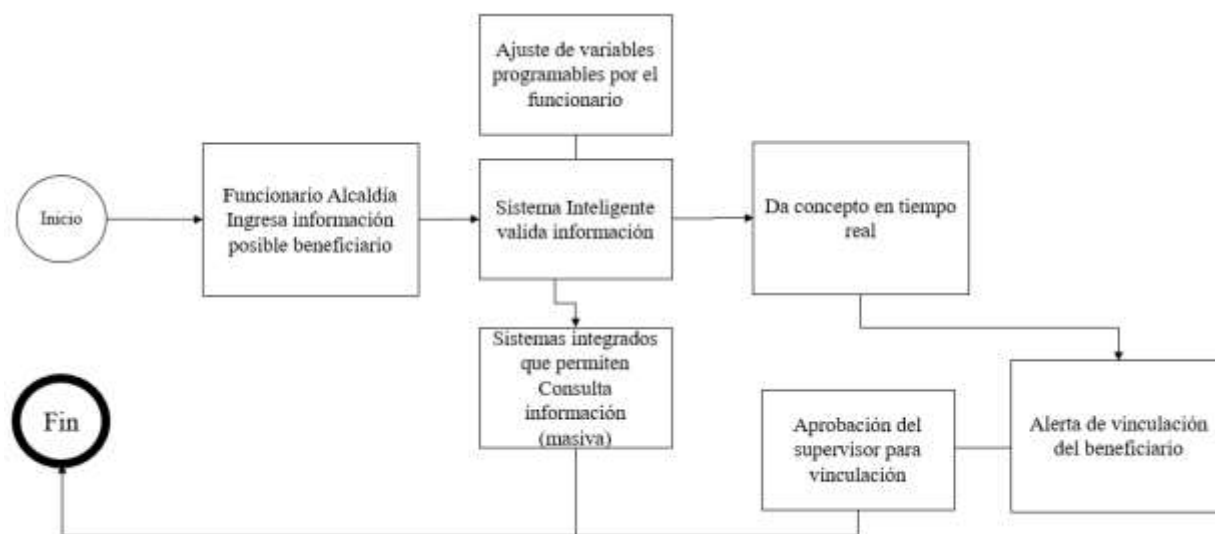 Ajuste de variables
programables por el
funcionario
Inicio
Funcionario Alcaldía
Ingresa información
posible beneficiario
Sistema Inteligente
valida información
Da concepto en tiempo
real
Sistemas integrados
que permiten
Consulta
información
(masiva)
Fin
Aprobación del
supervisor para
vinculación
Alerta de vinculación
del beneficiario